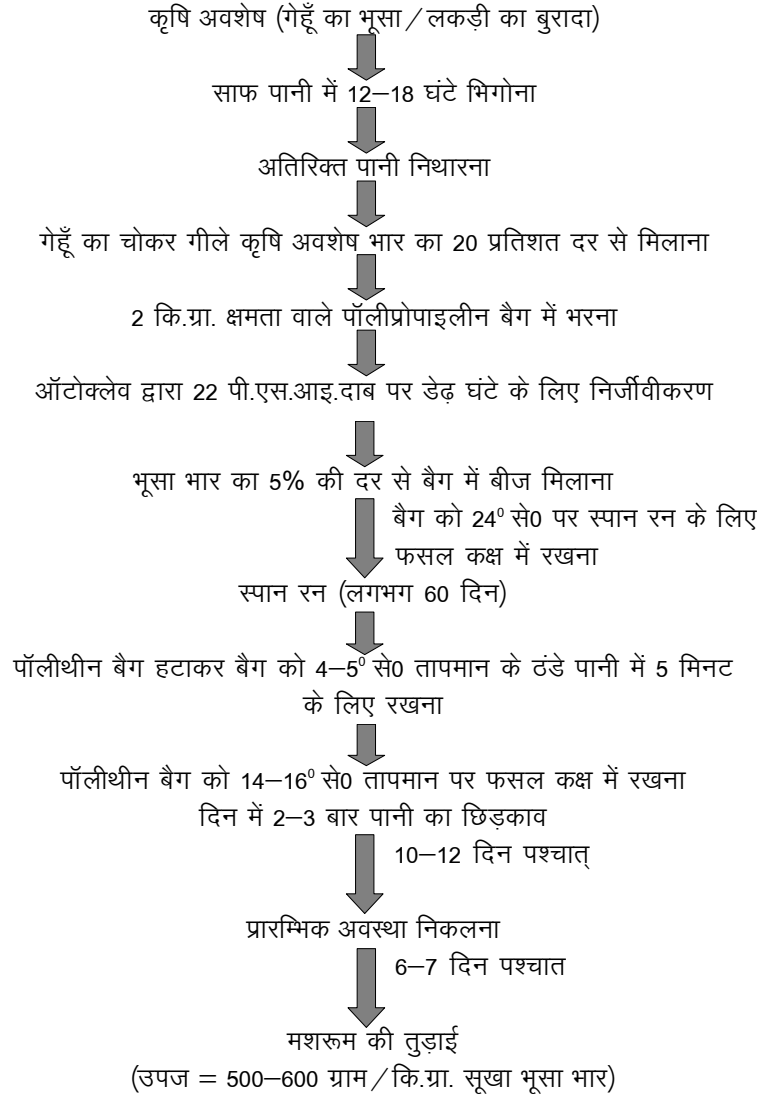 कृषि अवशेष (गेहूँ का भूसा/लकड़ी का बुरादा)
साफ पानी में 12–18 घंटे भिगोना
अतिरिक्त पानी निथारना
गेहूँ का चोकर गीले कृषि अवशेष भार का 20 प्रतिशत दर से मिलाना
2 कि.ग्रा. क्षमता वाले पॉलीप्रोपाइलीन बैग में भरना
ऑटोक्लेव द्वारा 22 पी.एस.आइ.दाब पर डेढ़ घंटे के लिए निर्जीवीकरण
भूसा भार का 5% की दर से बैग में बीज मिलाना
बैग को 24⁰ से0 पर स्पान रन के लिए
फसल कक्ष में रखना
स्पान रन (लगभग 60 दिन)
पॉलीथीन बैग हटाकर बैग को 4–5⁰ से0 तापमान के ठंडे पानी में 5 मिनट
के लिए रखना
पॉलीथीन बैग को 14–16⁰ से0 तापमान पर फसल कक्ष में रखना
दिन में 2–3 बार पानी का छिड़काव
10–12 दिन पश्चात्
प्रारम्भिक अवस्था निकलना
6–7 दिन पश्चात
मशरूम की तुड़ाई
(उपज = 500–600 ग्राम/कि.ग्रा. सूखा भूसा भार)